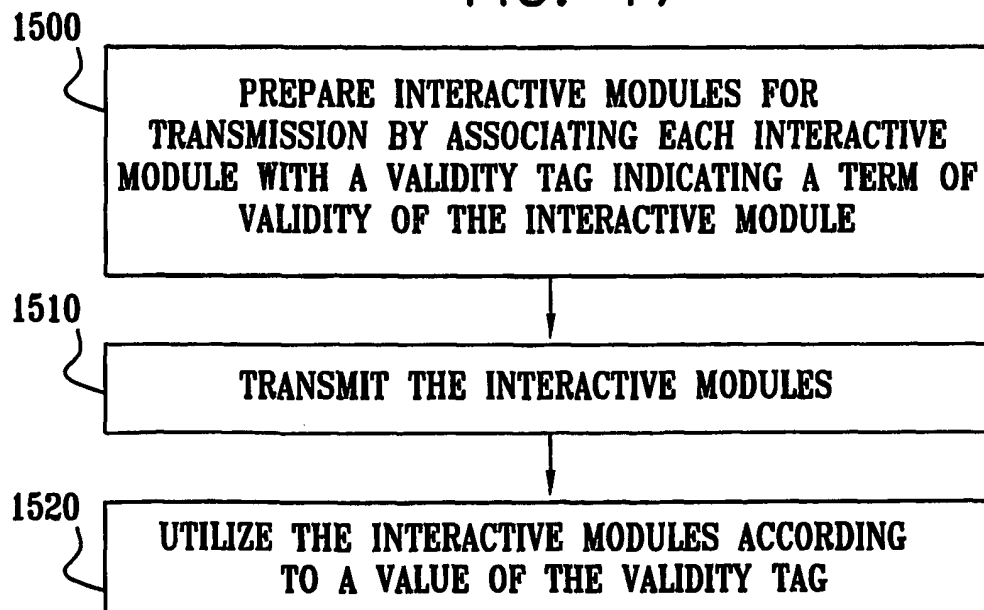 1500
PREPARE INTERACTIVE MODULES FOR
TRANSMISSION BY ASSOCIATING EACH INTERACTIVE
MODULE WITH A VALIDITY TAG INDICATING A TERM OF
VALIDITY OF THE INTERACTIVE MODULE
1510
TRANSMIT THE INTERACTIVE MODULES
1520
UTILIZE THE INTERACTIVE MODULES ACCORDING
TO A VALUE OF THE VALIDITY TAG